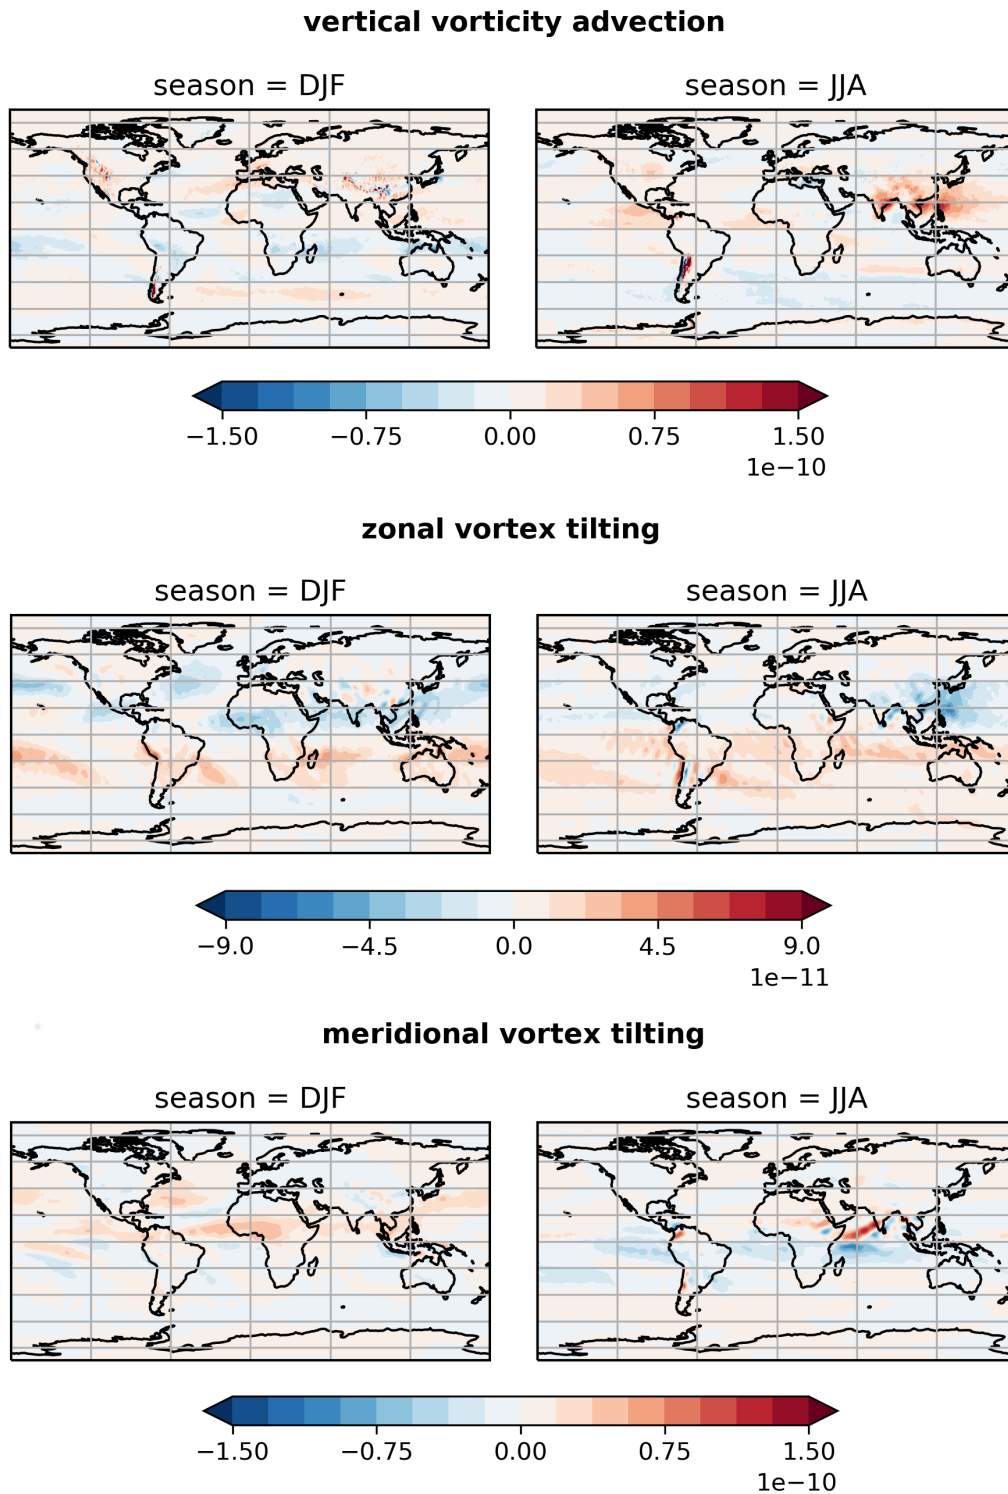 vertical vorticity advection
season = DJF
season = JJA
−1.50 −0.75 0.00 0.75 1.50
1e−10
zonal vortex tilting
season = DJF
season = JJA
−9.0 −4.5 0.0 4.5 9.0
1e−11
meridional vortex tilting
season = DJF
season = JJA
−1.50 −0.75 0.00 0.75 1.50
1e−10